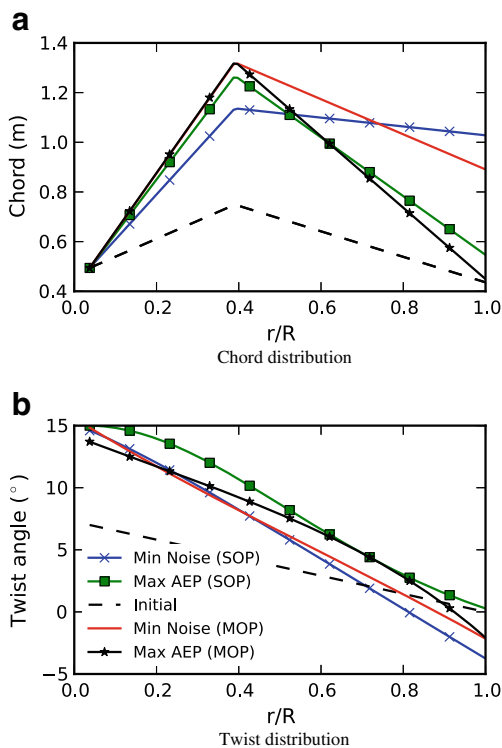 a
1.4
1.2
1.0
0.8
0.6
0.4
Chord (m)
0.0 0.2 0.4 0.6 0.8 1.0
r/R
Chord distribution
b
15
10
5
0
−5
Twist angle (°)
Min Noise (SOP)
Max AEP (SOP)
Initial
Min Noise (MOP)
Max AEP (MOP)
0.0 0.2 0.4 0.6 0.8 1.0
r/R
Twist distribution